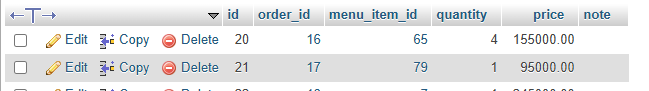 id order_id menu_item_id quantity price note
Edit Copy Delete 20 16 65 4 155000.00
Edit Copy Delete 21 17 79 1 95000.00